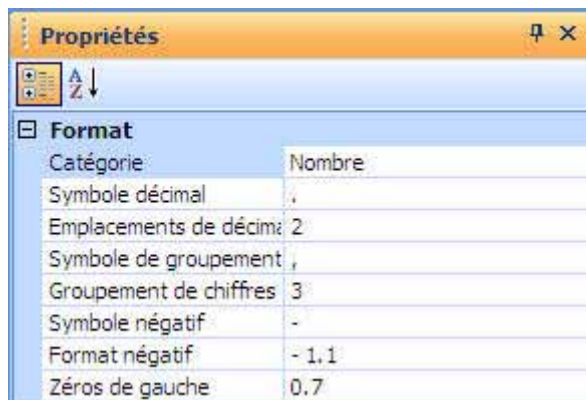 Propriétés
A
Z
Format
Catégorie Nombre
Symbole décimal .
Emplacements de décima 2
Symbole de groupement ,
Groupement de chiffres 3
Symbole négatif -
Format négatif - 1.1
Zéros de gauche 0.7